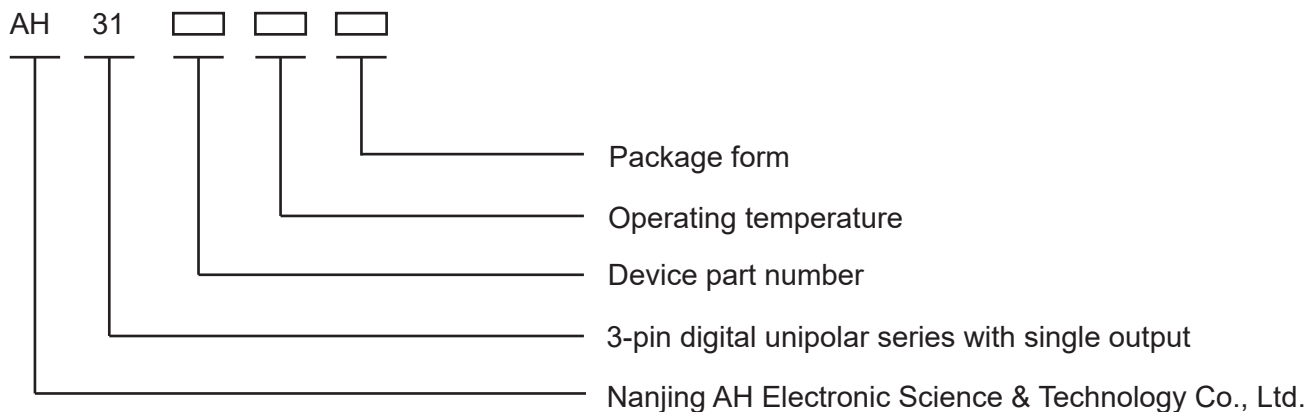 AH 31
Package form
Operating temperature
Device part number
3-pin digital unipolar series with single output
Nanjing AH Electronic Science & Technology Co., Ltd.